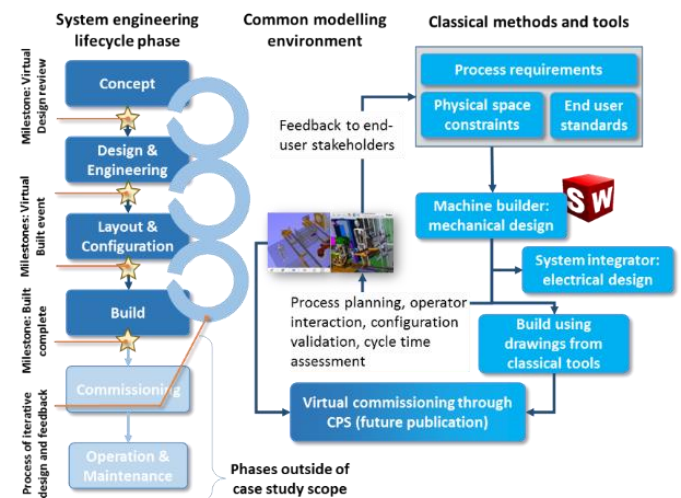 System engineering
lifecycle phase
Common modelling
environment
Classical methods and tools
Milestone: Virtual
Design review
Milestones: Virtual
Built event
Milestone: Built
complete
Process of iterative
design and feedback
Concept
Design &
Engineering
Layout &
Configuration
Build
Commissioning
Operation &
Maintenance
Phases outside of
case study scope
Feedback to end-
user stakeholders
Process planning, operator
interaction, configuration
validation, cycle time
assessment
Process requirements
Physical space
constraints
End user
standards
Machine builder:
mechanical design
SW
System integrator:
electrical design
Build using
drawings from
classical tools
Virtual commissioning through
CPS (future publication)